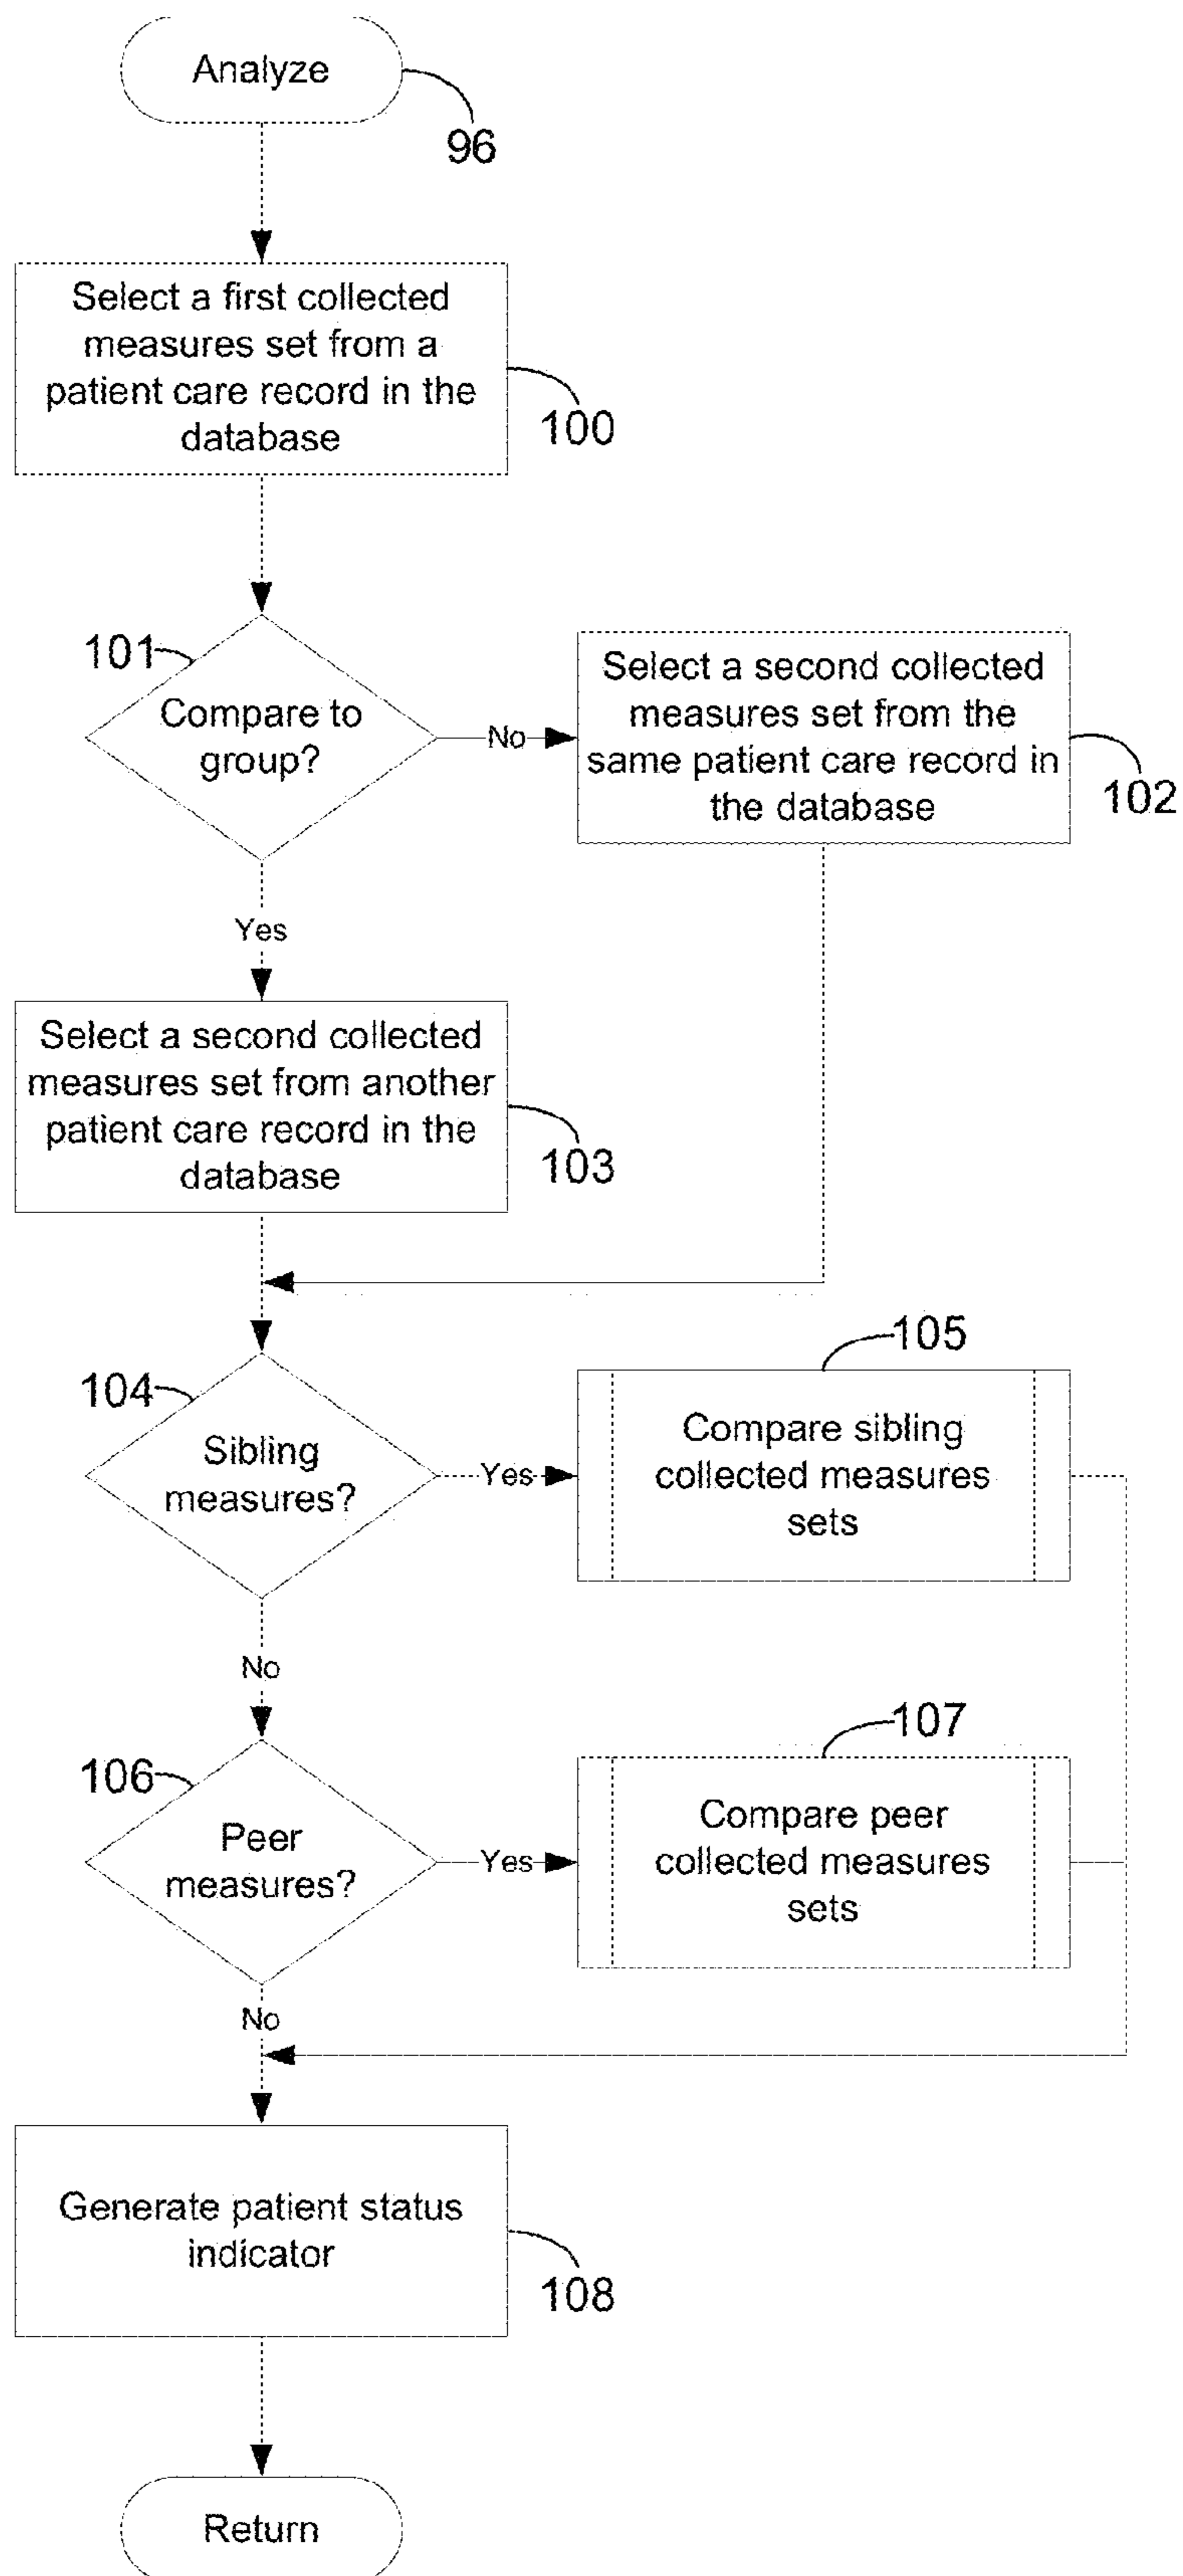 Analyze
96
Select a first collected
measures set from a
patient care record in the
database
100
101
Compare to
group?
No
Select a second collected
measures set from the
same patient care record in
the database
102
Yes
Select a second collected
measures set from another
patient care record in the
database
103
104
Sibling
measures?
Yes
105
Compare sibling
collected measures
sets
No
106
Peer
measures?
Yes
107
Compare peer
collected measures
sets
No
Generate patient status
indicator
108
Return